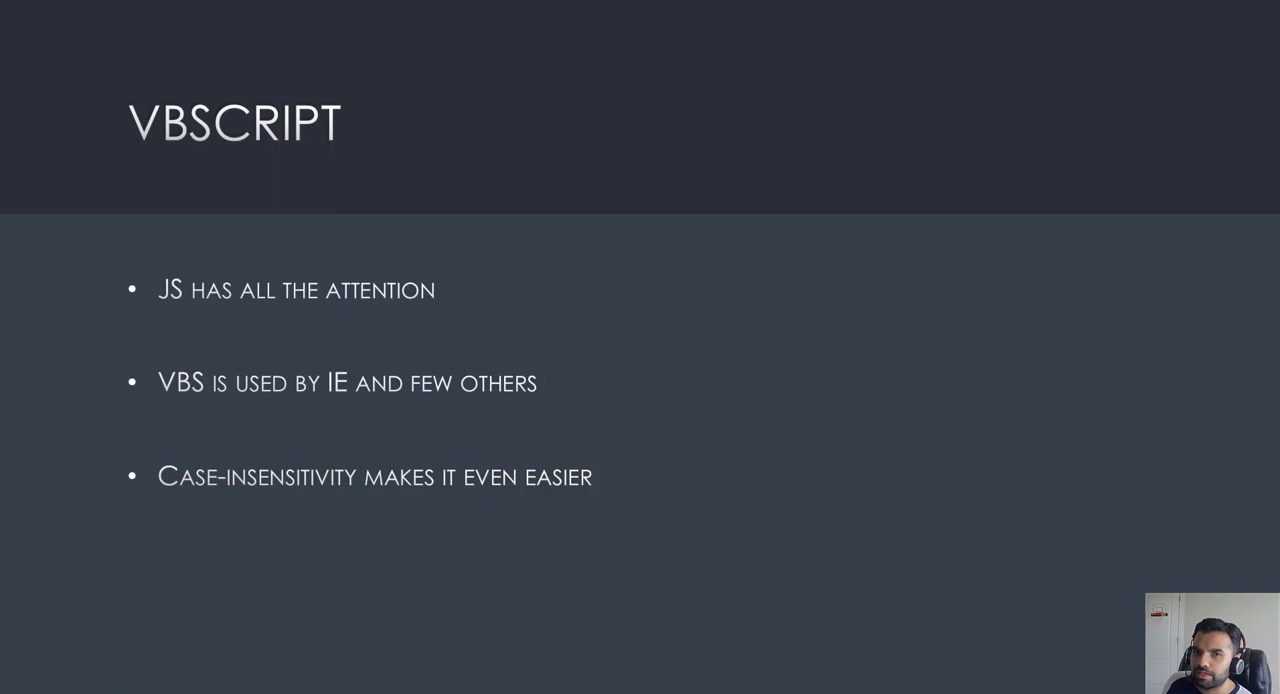 VBSCRIPT
• JS HAS ALL THE ATTENTION
• VBS IS USED BY IE AND FEW OTHERS
• CASE-INSENSITIVITY MAKES IT EVEN EASIER